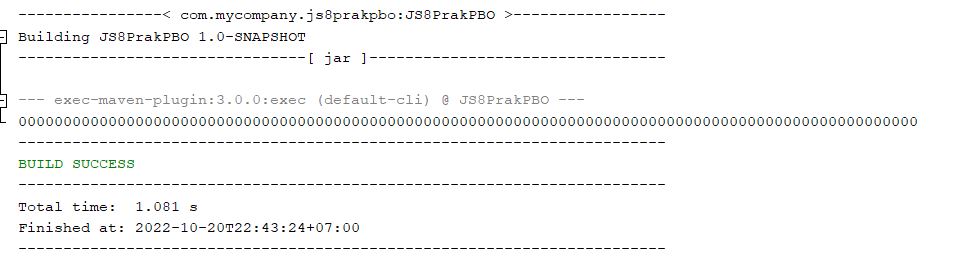 ----------------< com.mycompany.js8prakpbo:JS8PrakPBO >-----------------
Building JS8PrakPBO 1.0-SNAPSHOT
--------------------------------[ jar ]---------------------------------
--- exec-maven-plugin:3.0.0:exec (default-cli) @ JS8PrakPBO ---
0000000000000000000000000000000000000000000000000000000000000000000000000000000000000000000000000000
------------------------------------------------------------------------
BUILD SUCCESS
------------------------------------------------------------------------
Total time:  1.081 s
Finished at: 2022-10-20T22:43:24+07:00
------------------------------------------------------------------------